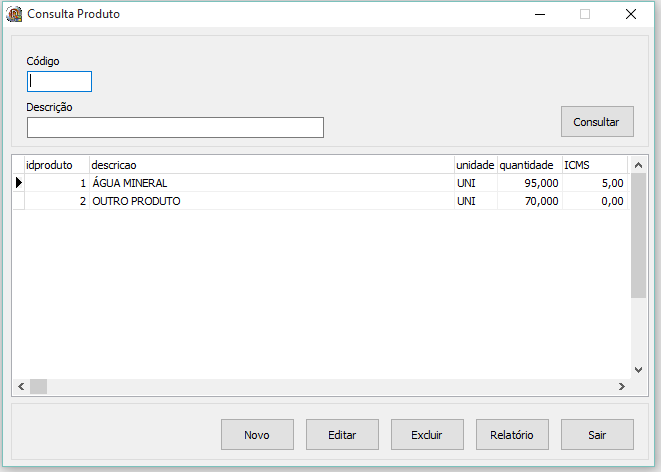 Consulta Produto
Código
Descrição
Consultar
idproduto descricao unidade quantidade ICMS
1 ÁGUA MINERAL UNI 95,000 5,00
2 OUTRO PRODUTO UNI 70,000 0,00
Novo Editar Excluir Relatório Sair